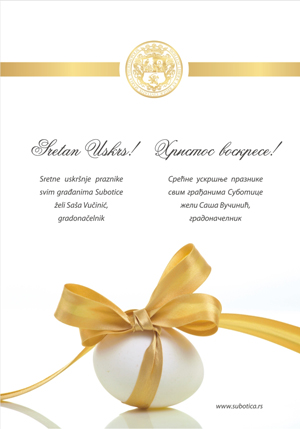 Sretan Uskrs!
Sretne uskršnje praznike
svim građanima Subotice
želi Saša Vučinić,
gradonačelnik
Христос воскресе!
Срећне ускршње празнике
свим грађанима Суботице
жели Саша Вучинић,
градоначелник
www.subotica.rs